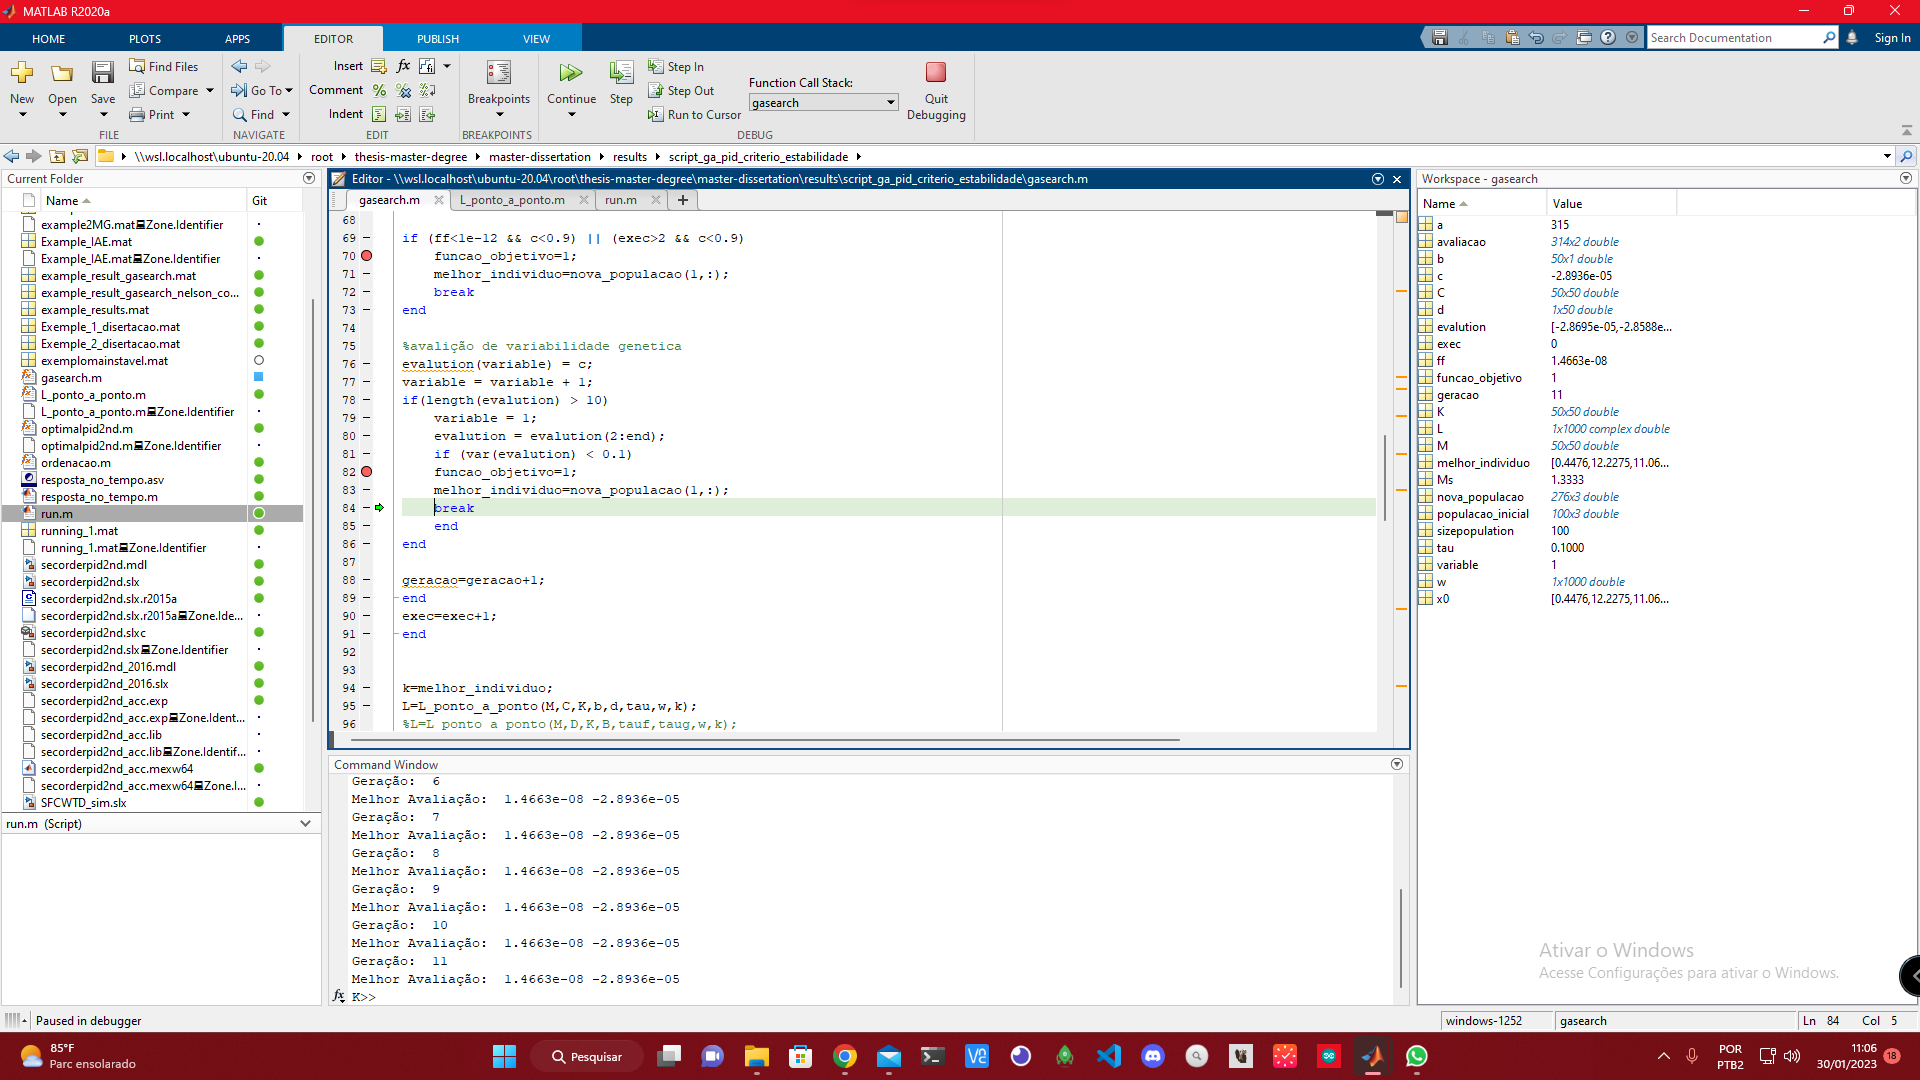 MATLAB R2020a
HOME PLOTS APPS EDITOR PUBLISH VIEW
Search Documentation
Sign In
New
Open
Save
Find Files
Compare
Print
FILE
Go To
Find
NAVIGATE
Insert
Comment
Indent
EDIT
Breakpoints
BREAKPOINTS
Continue
Step
Step In
Step Out
Run to Cursor
Function Call Stack:
gasearch
Quit Debugging
DEBUG
\\wsl.localhost\ubuntu-20.04 root thesis-master-degree master-dissertation results script_ga_pid_criterio_estabilidade
Current Folder
Name Git
example2MG.mat Zone.Identifier
Example_IAE.mat
Example_IAE.mat Zone.Identifier
example_result_gasearch.mat
example_result_gasearch_nelson_co...
example_results.mat
Exemple_1_disertacao.mat
Exemple_2_disertacao.mat
exemplomainstavel.mat
gasearch.m
L_ponto_a_ponto.m
L_ponto_a_ponto.m Zone.Identifier
optimalpid2nd.m
optimalpid2nd.m Zone.Identifier
ordenacao.m
resposta_no_tempo.asv
resposta_no_tempo.m
run.m
running_1.mat
running_1.mat Zone.Identifier
secorderpid2nd.mdl
secorderpid2nd.slx
secorderpid2nd.slx.r2015a
secorderpid2nd.slx.r2015a Zone.Ide...
secorderpid2nd.slxc
secorderpid2nd.slx Zone.Identifier
secorderpid2nd_2016.mdl
secorderpid2nd_2016.slx
secorderpid2nd_acc.exp
secorderpid2nd_acc.exp Zone.Ident...
secorderpid2nd_acc.lib
secorderpid2nd_acc.lib Zone.Identif...
secorderpid2nd_acc.mexw64
secorderpid2nd_acc.mexw64 Zone.I...
SFCWTD_sim.slx
run.m (Script)
Editor - \\wsl.localhost\ubuntu-20.04\root\thesis-master-degree\master-dissertation\results\script_ga_pid_criterio_estabilidade\gasearch.m
gasearch.m L_ponto_a_ponto.m run.m
68
69 if (ff<1e-12 && c<0.9) || (exec>2 && c<0.9)
70 funcao_objetivo=1;
71 melhor_individuo=nova_populacao(1,:);
72 break
73 end
74
75 %avalição de variabilidade genetica
76 evalution(variable) = c;
77 variable = variable + 1;
78 if(length(evalution) > 10)
79 variable = 1;
80 evalution = evalution(2:end);
81 if (var(evalution) < 0.1)
82 funcao_objetivo=1;
83 melhor_individuo=nova_populacao(1,:);
84 break
85 end
86 end
87
88 geracao=geracao+1;
89 end
90 exec=exec+1;
91 end
92
93
94 k=melhor_individuo;
95 L=L_ponto_a_ponto(M,C,K,b,d,tau,w,k);
96 %L=L_ponto_a_ponto(M,D,K,B,tauf,taug,w,k);
Command Window
Geração: 6
Melhor Avaliação: 1.4663e-08 -2.8936e-05
Geração: 7
Melhor Avaliação: 1.4663e-08 -2.8936e-05
Geração: 8
Melhor Avaliação: 1.4663e-08 -2.8936e-05
Geração: 9
Melhor Avaliação: 1.4663e-08 -2.8936e-05
Geração: 10
Melhor Avaliação: 1.4663e-08 -2.8936e-05
Geração: 11
Melhor Avaliação: 1.4663e-08 -2.8936e-05
fx K>>
Workspace - gasearch
Name Value
a 315
avaliacao 314x2 double
b 50x1 double
c -2.8936e-05
C 50x50 double
d 1x50 double
evalution [-2.8695e-05,-2.8588e...
exec 0
ff 1.4663e-08
funcao_objetivo 1
geracao 11
K 50x50 double
L 1x1000 complex double
M 50x50 double
melhor_individuo [0.4476,12.2275,11.06...
Ms 1.3333
nova_populacao 276x3 double
populacao_inicial 100x3 double
sizepopulation 100
tau 0.1000
variable 1
w 1x1000 double
x0 [0.4476,12.2275,11.06...
Ativar o Windows
Acesse Configurações para ativar o Windows.
Paused in debugger
windows-1252
gasearch
Ln 84 Col 5
85°F
Parc ensolarado
Pesquisar
POR
PTB2
11:06
30/01/2023
18